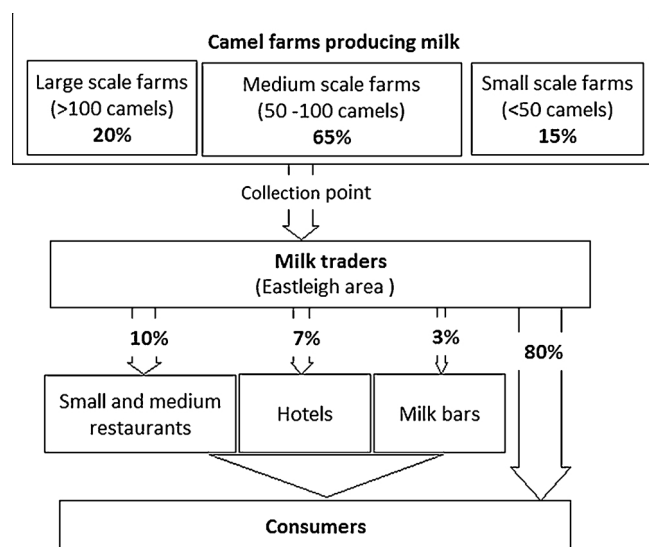 Camel farms producing milk
Large scale farms
(>100 camels)
20%
Medium scale farms
(50 -100 camels)
65%
Small scale farms
(<50 camels)
15%
Collection point
Milk traders
(Eastleigh area )
10%
7%
3%
80%
Small and medium
restaurants
Hotels
Milk bars
Consumers